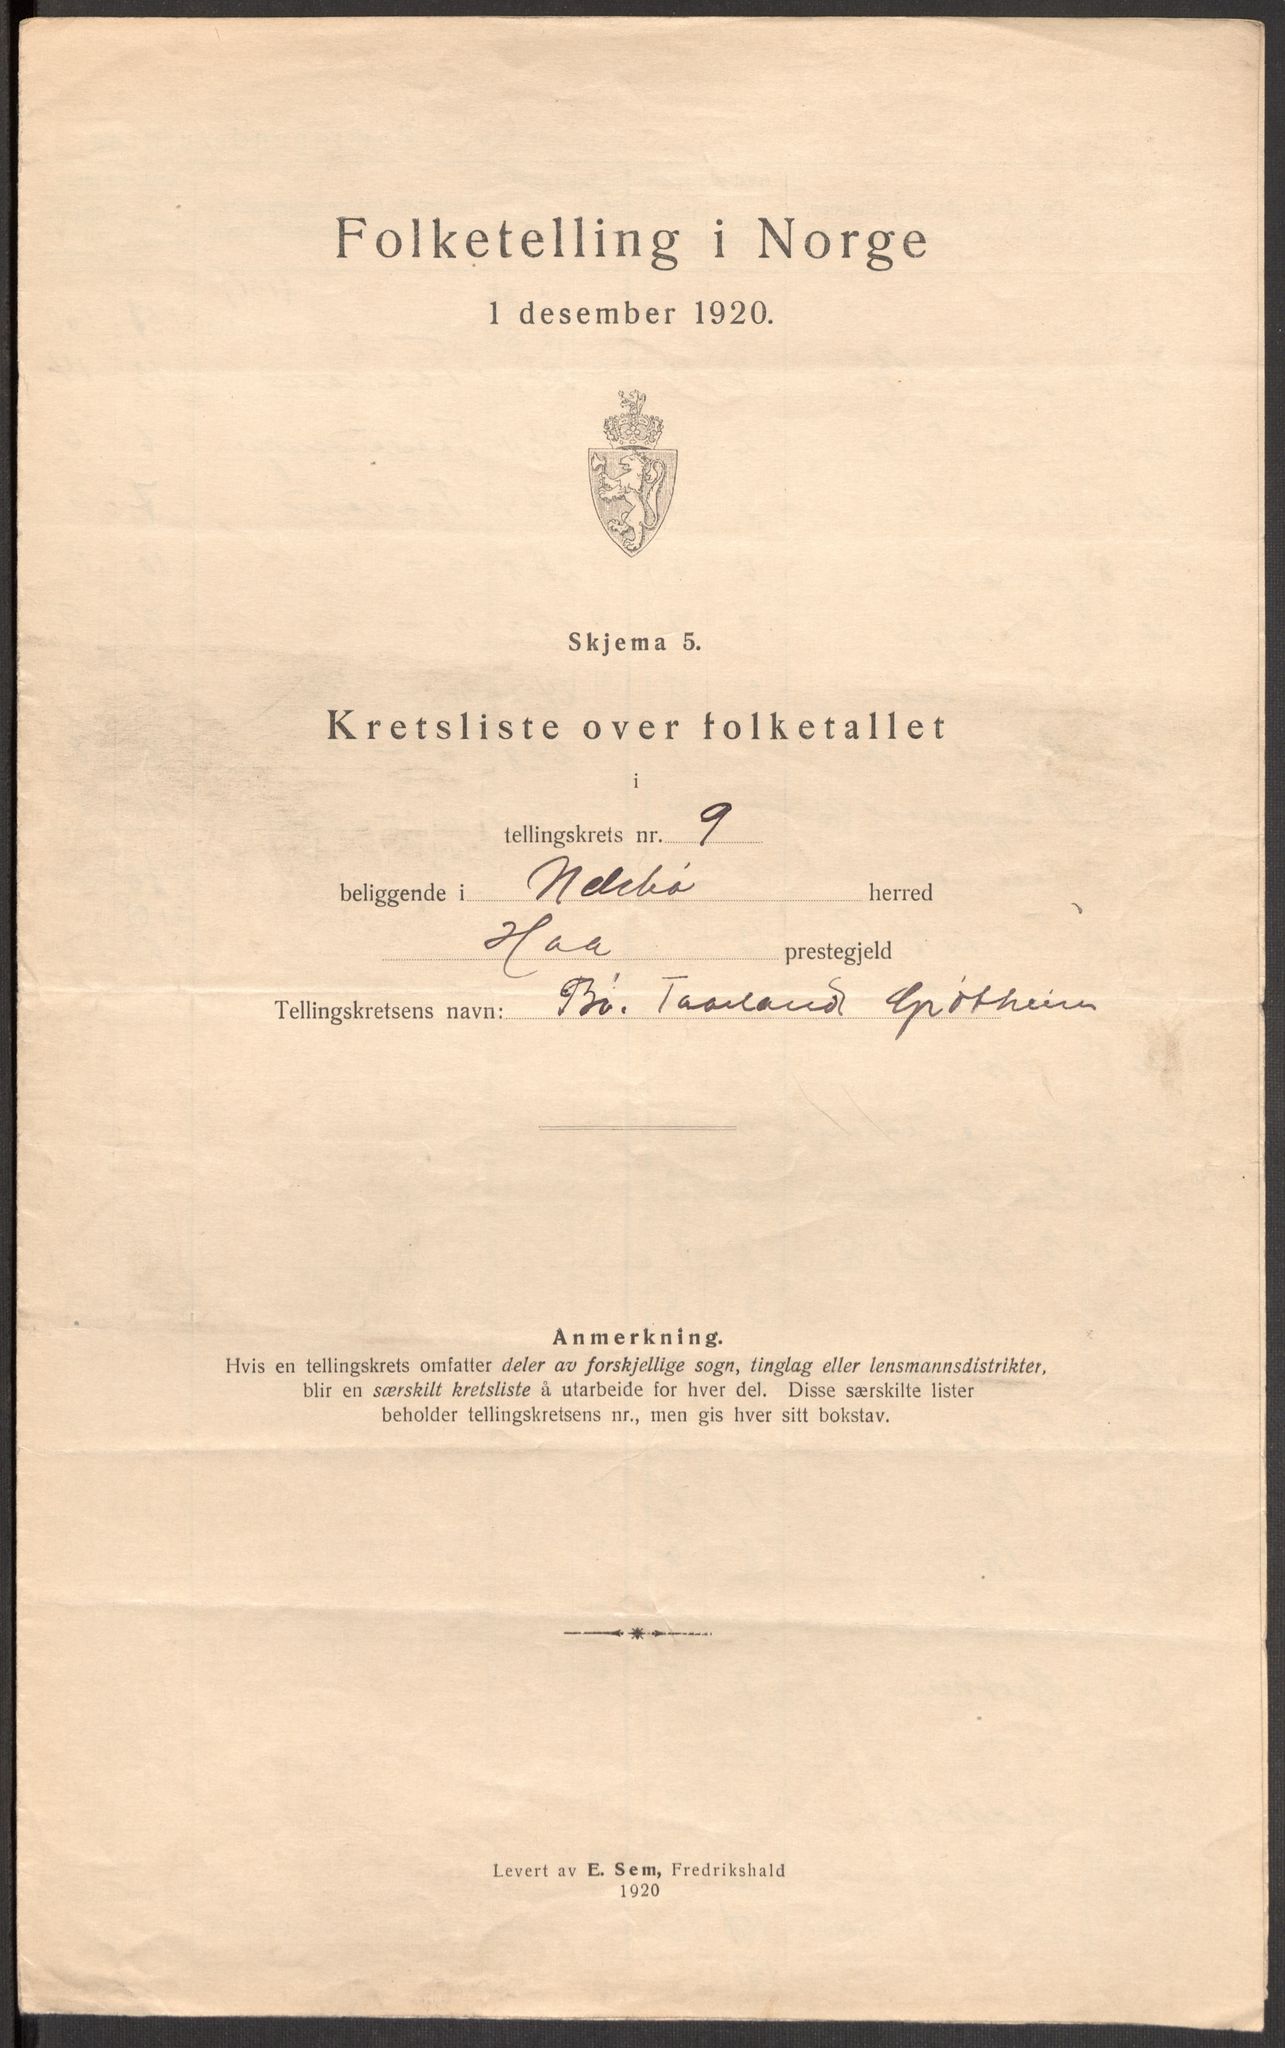 Folketelling i Norge
1 desember 1920.
Skjema 5.
Kretsliste over folketallet
i
tellingskrets nr. 9
beliggende i Nærbø herred
Haa prestegjeld
Tellingskretsens navn: Bø. Taarland Grøtheim
Anmerkning.
Hvis en tellingskrets omfatter deler av forskjellige sogn, tinglag eller lensmannsdistrikter,
blir en særskilt kretsliste å utarbeide for hver del. Disse særskilte lister
beholder tellingskretsens nr., men gis hver sitt bokstav.
Levert av E. Sem, Fredrikshald
1920